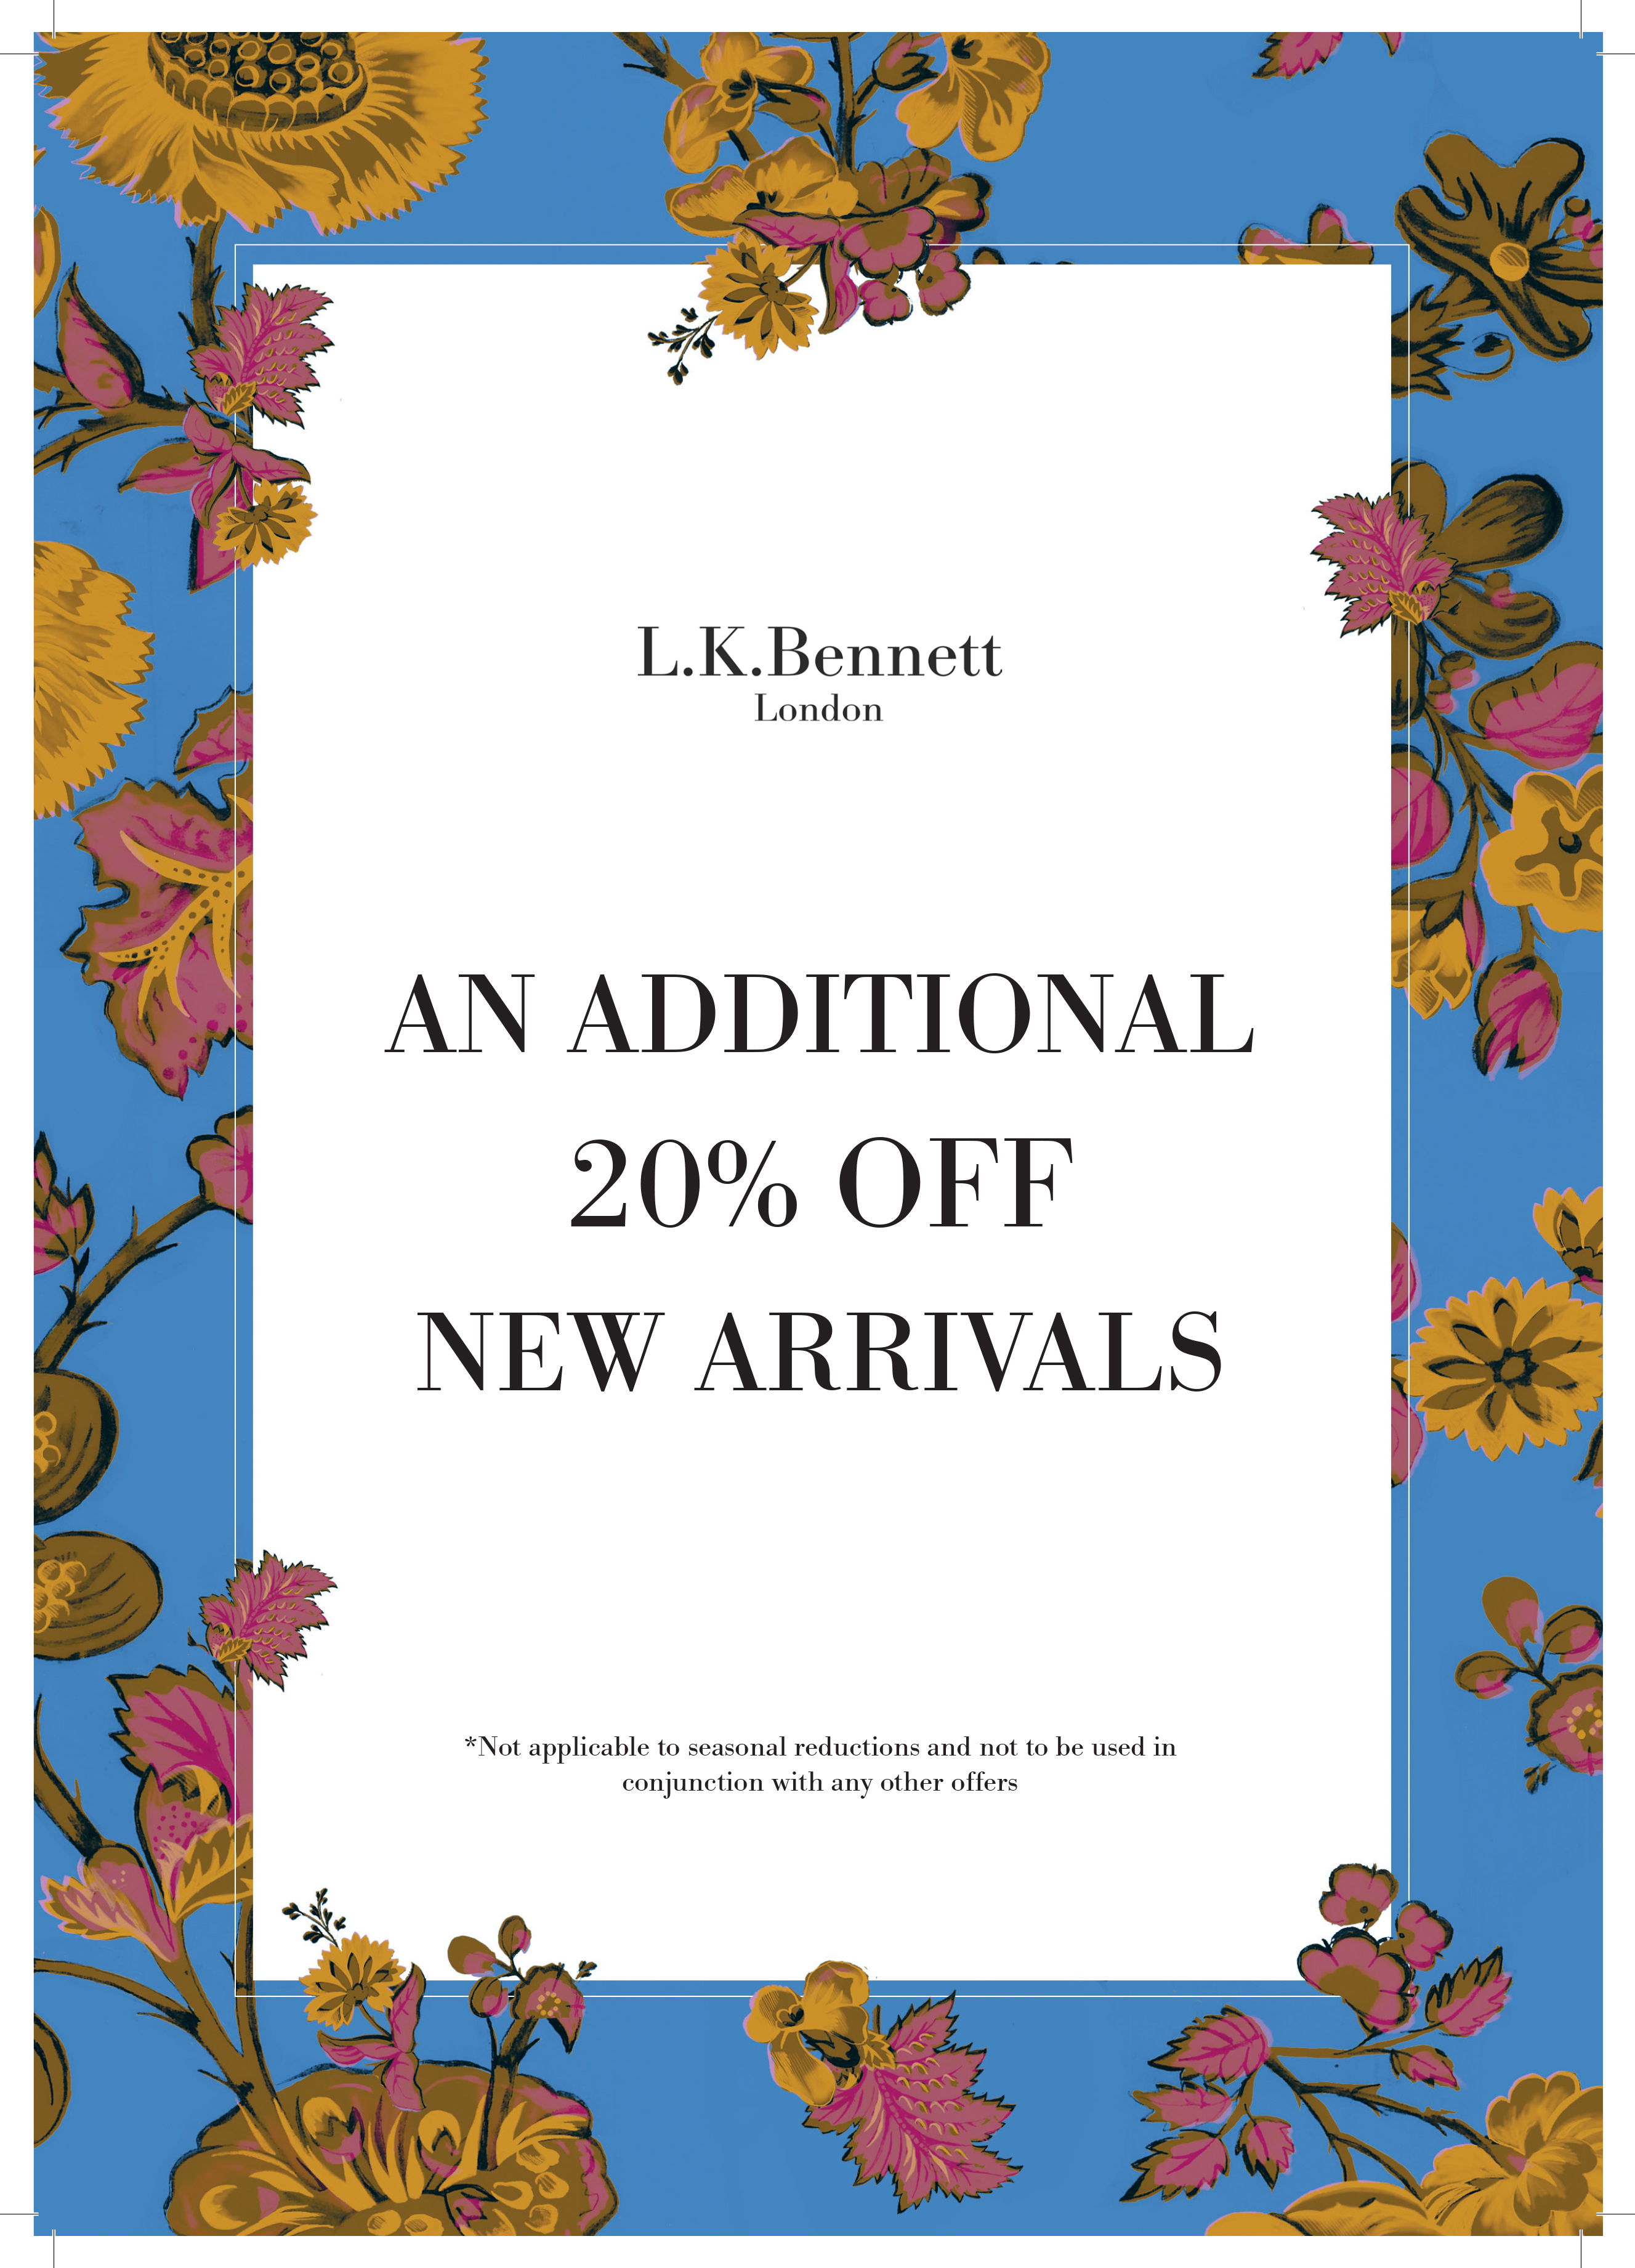 L.K.Bennett
London
AN ADDITIONAL
20% OFF
NEW ARRIVALS
*Not applicable to seasonal reductions and not to be used in
conjunction with any other offers